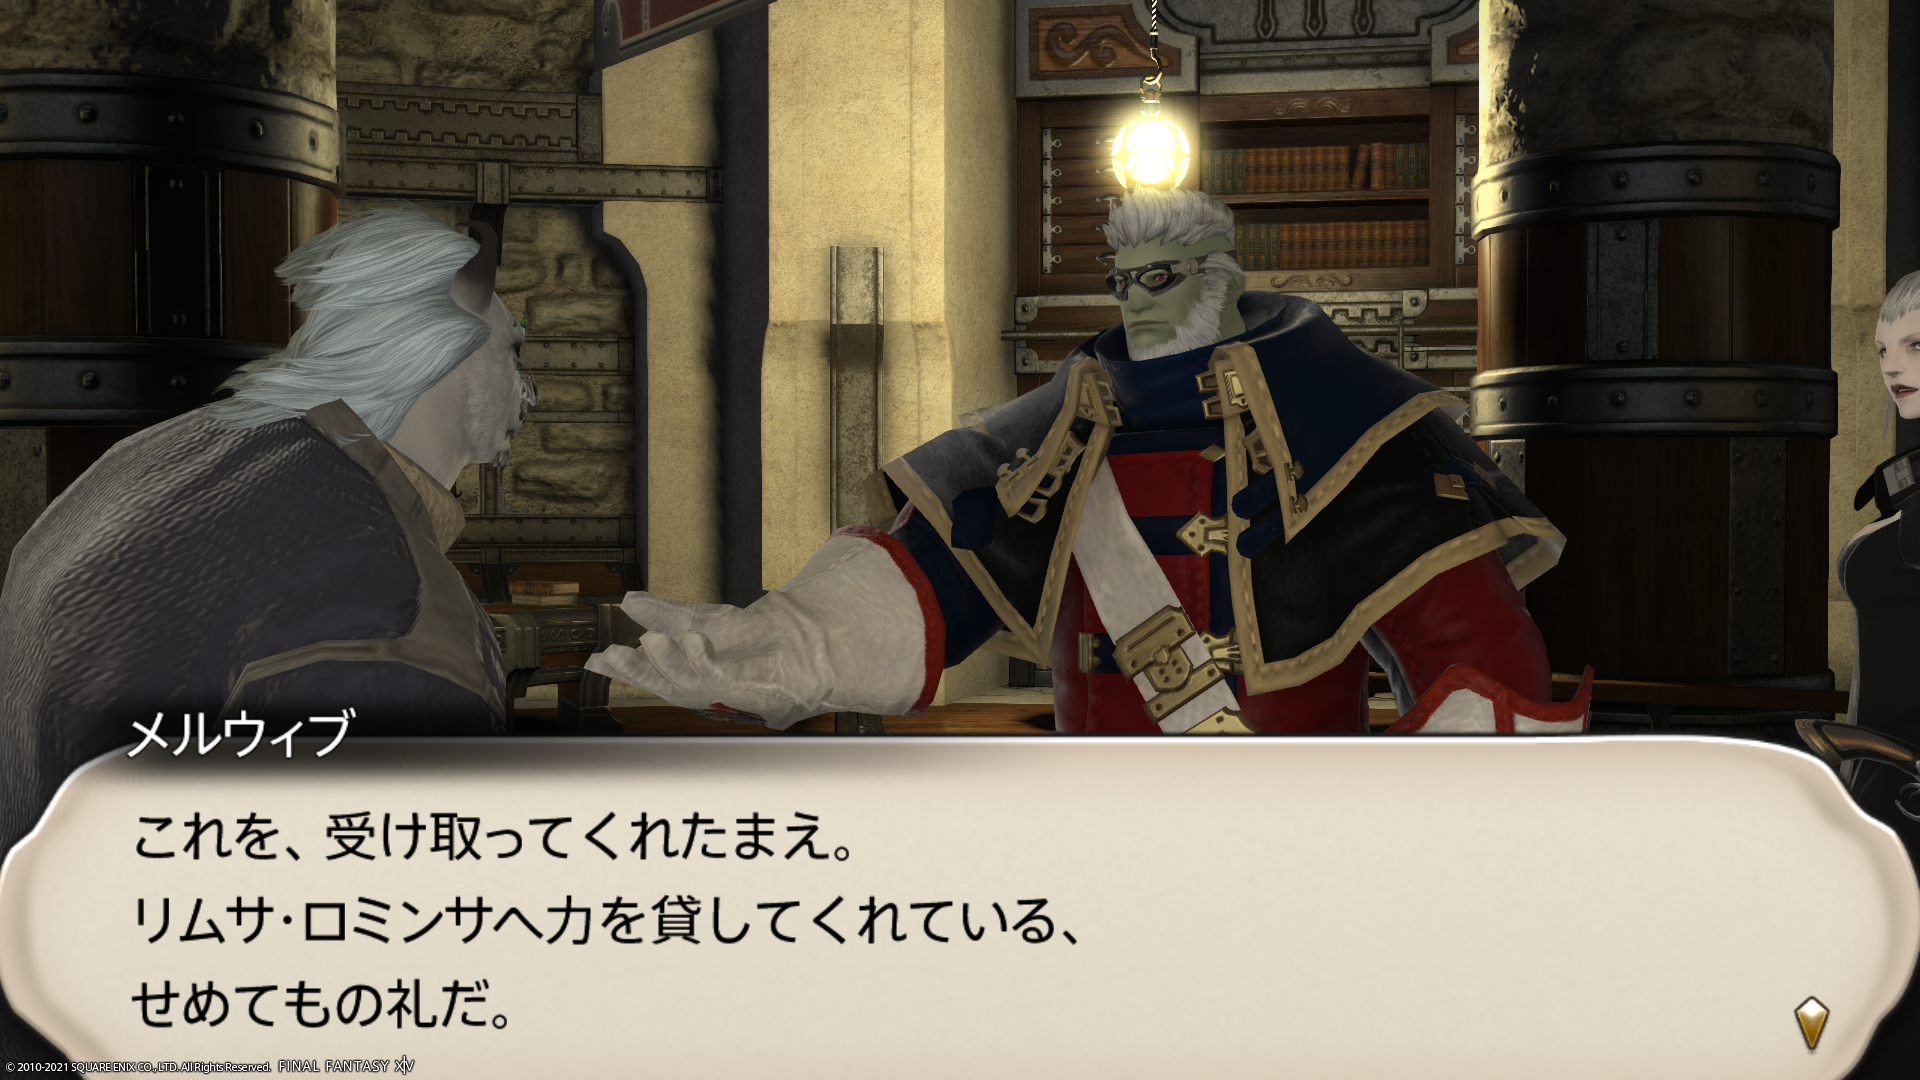 メルウィブ
これを、受け取ってくれたまえ。
リムサ・ロミンサへ力を貸してくれている、
せめてもの礼だ。
© 2010-2021 SQUARE ENIX CO., LTD. All Rights Reserved. FINAL FANTASY XIV